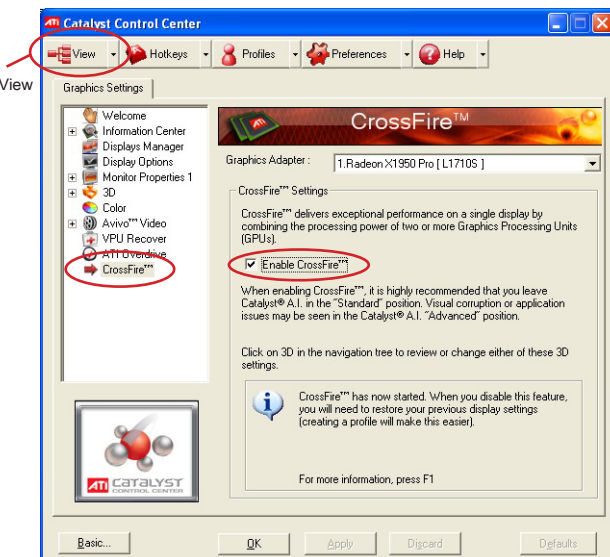 ATI Catalyst Control Center
View
View
Hotkeys
Profiles
Preferences
Help
Graphics Settings
Welcome
Information Center
Displays Manager
Display Options
Monitor Properties 1
3D
Color
Avivo™ Video
VPU Recover
ATI Overdrive
CrossFire™
ATI CATALYST
CONTROL CENTER
ATI
CrossFire™
Graphics Adapter :
1.Radeon X1950 Pro [ L1710S ]
CrossFire™ Settings
CrossFire™ delivers exceptional performance on a single display by
combining the processing power of two or more Graphics Processing Units
(GPUs).
Enable CrossFire™
When enabling CrossFire™, it is highly recommended that you leave
Catalyst® A.I. in the "Standard" position. Visual corruption or application
issues may be seen in the Catalyst® A.I. "Advanced" position.
Click on 3D in the navigation tree to review or change either of these 3D
settings.
CrossFire™ has now started. When you disable this feature,
you will need to restore your previous display settings
(creating a profile will make this easier).
For more information, press F1
Basic...
OK
Apply
Discard
Defaults